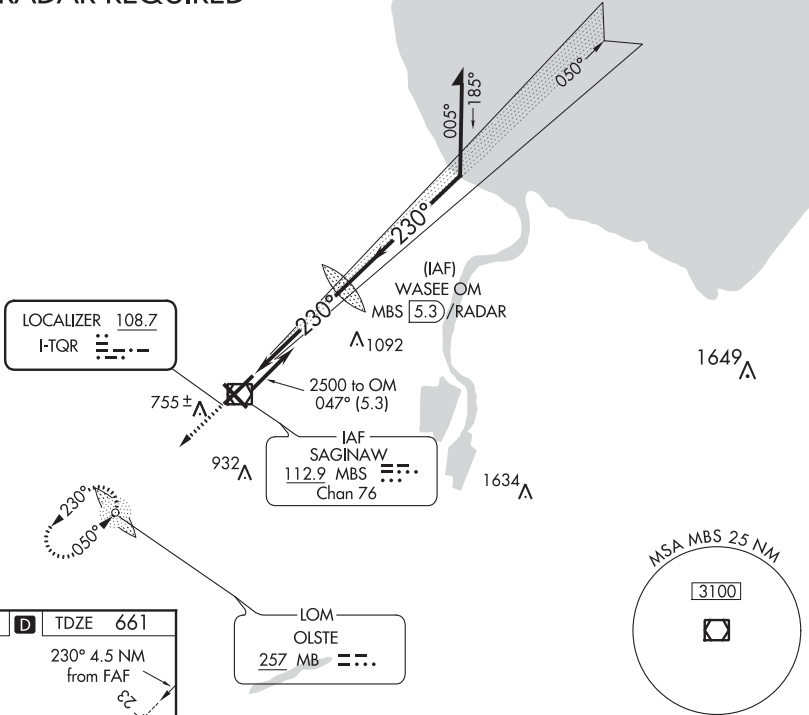 RADAR REQUIRED
050°
005°
185°
230°
(IAF)
WASEE OM
MBS 5.3 /RADAR
230°
LOCALIZER 108.7
I-TQR
1092
1649
2500 to OM
047° (5.3)
755 ±
IAF
SAGINAW
112.9 MBS
Chan 76
932
1634
230°
050°
MSA MBS 25 NM
3100
LOM
OLSTE
257 MB
D TDZE 661
230° 4.5 NM
from FAF
23